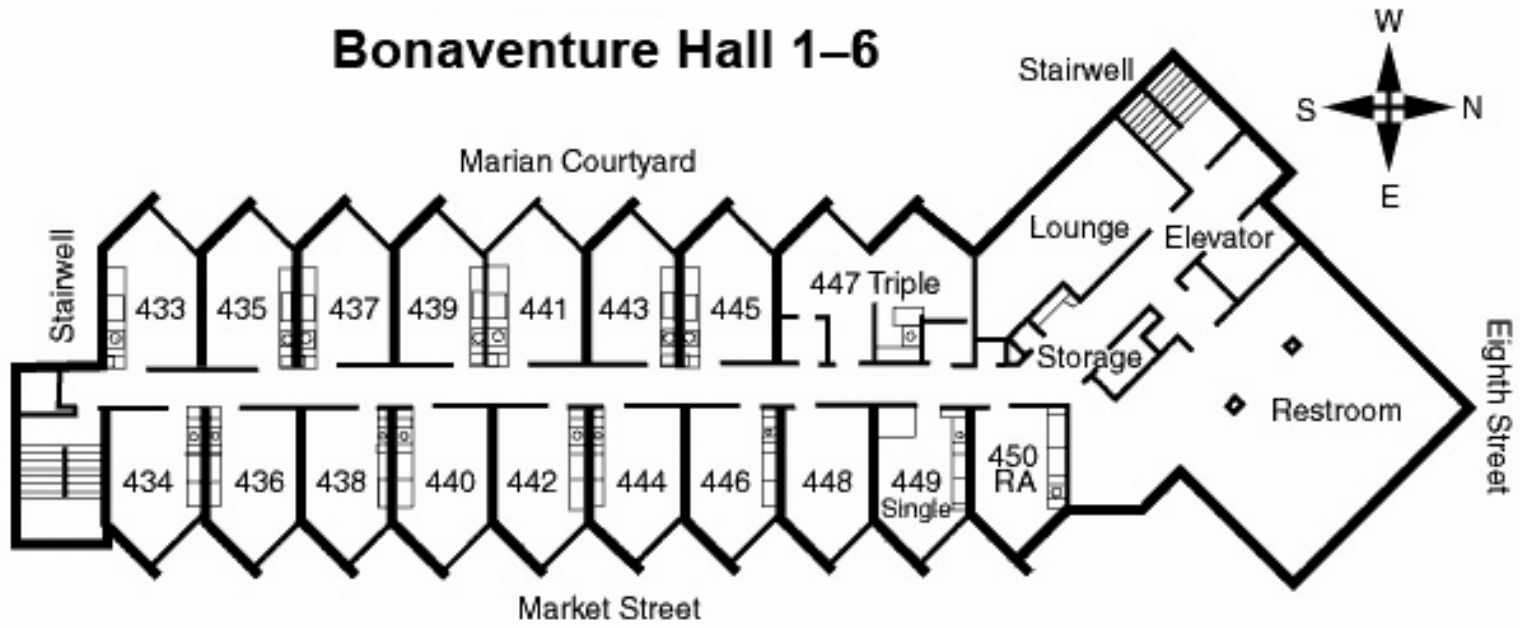 Bonaventure Hall 1–6
W
S
N
E
Stairwell
Marian Courtyard
Stairwell
Lounge
Elevator
433
435
437
439
441
443
445
447 Triple
Storage
Restroom
Eighth Street
434
436
438
440
442
444
446
448
449
Single
450
RA
Market Street